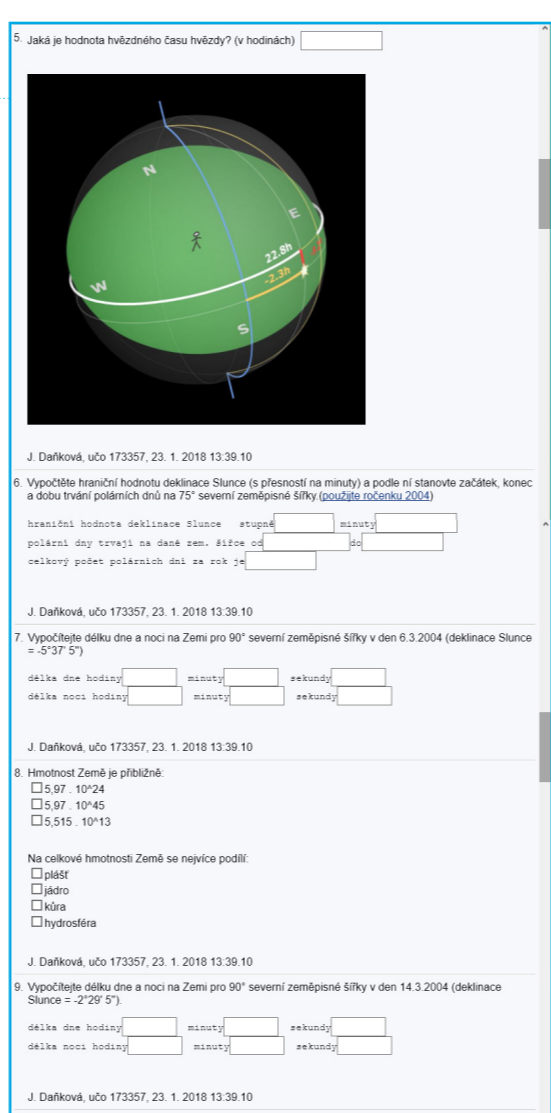 5. Jaká je hodnota hvězdného času hvězdy? (v hodinách)
N
E
22.8h
-2.3h
W
S
J. Daňková, učo 173357, 23. 1. 2018 13:39.10
6. Vypočtěte hraniční hodnotu deklinace Slunce (s přesností na minuty) a podle ní stanovte začátek, konec
a dobu trvání polárních dnů na 75° severní zeměpisné šířky.(použijte ročenku 2004)
hraniční hodnota deklinace Slunce stupně minuty
polární dny trvají na dané zem. šířce od do
celkový počet polárních dní za rok je
J. Daňková, učo 173357, 23. 1. 2018 13:39.10
7. Vypočítejte délku dne a noci na Zemi pro 90° severní zeměpisné šířky v den 6.3.2004 (deklinace Slunce
= -5°37' 5")
délka dne hodiny minuty sekundy
délka noci hodiny minuty sekundy
J. Daňková, učo 173357, 23. 1. 2018 13:39.10
8. Hmotnost Země je přibližně:
5,97 . 10^24
5,97 . 10^45
5,515 . 10^13
Na celkové hmotnosti Země se nejvíce podílí:
plášť
jádro
kůra
hydrosféra
J. Daňková, učo 173357, 23. 1. 2018 13:39.10
9. Vypočítejte délku dne a noci na Zemi pro 90° severní zeměpisné šířky v den 14.3.2004 (deklinace
Slunce = -2°29' 5").
délka dne hodiny minuty sekundy
délka noci hodiny minuty sekundy
J. Daňková, učo 173357, 23. 1. 2018 13:39.10